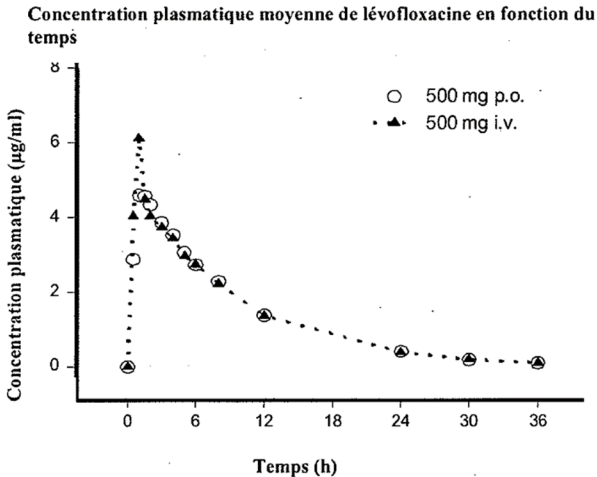 Concentration plasmatique moyenne de lévofloxacine en fonction du
temps
8
6
4
2
0
Concentration plasmatique (µg/ml)
500 mg p.o.
500 mg i.v.
0 6 12 18 24 30 36
Temps (h)